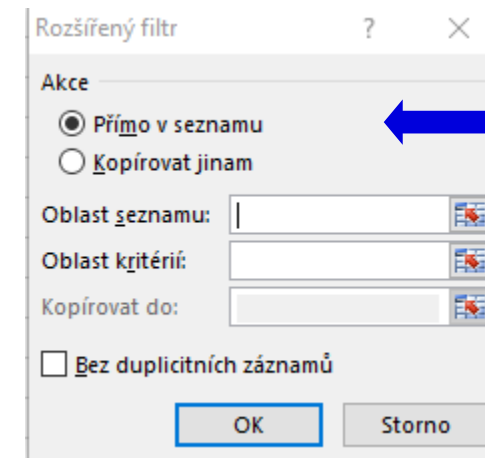 Rozšířený filtr ?
Akce
Přímo v seznamu
Kopírovat jinam
Oblast seznamu:
Oblast kritérií:
Kopírovat do:
Bez duplicitních záznamů
OK Storno